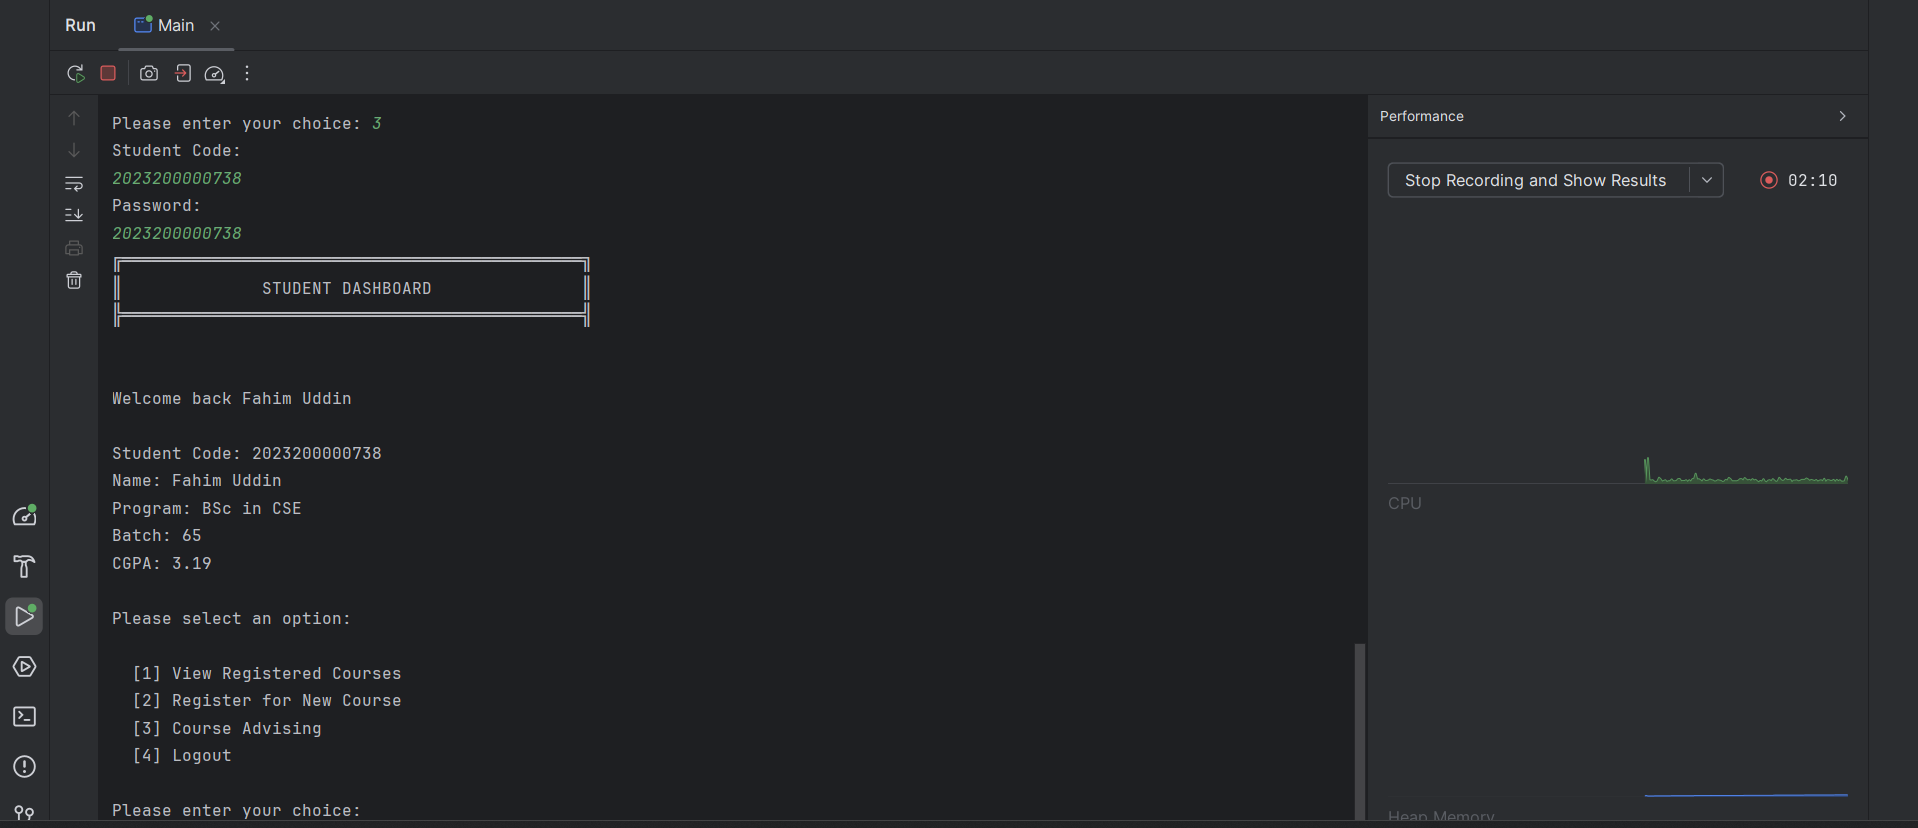 Run
Main
Please enter your choice: 3
Student Code:
2023200000738
Password:
2023200000738
STUDENT DASHBOARD
Welcome back Fahim Uddin
Student Code: 2023200000738
Name: Fahim Uddin
Program: BSc in CSE
Batch: 65
CGPA: 3.19
Please select an option:
[1] View Registered Courses
[2] Register for New Course
[3] Course Advising
[4] Logout
Please enter your choice:
Performance
Stop Recording and Show Results
02:10
CPU
Heap Memory